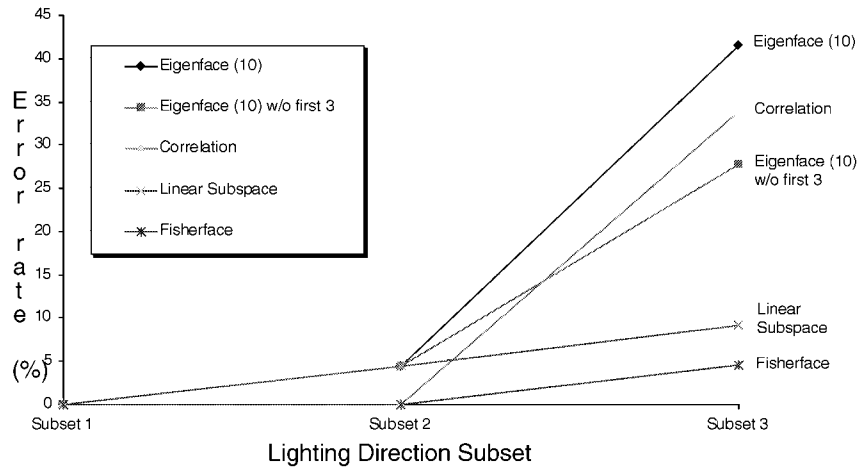 45
40
35
30
25
20
15
10
5
0
Error rate (%)
Eigenface (10)
Eigenface (10) w/o first 3
Correlation
Linear Subspace
Fisherface
Eigenface (10)
Correlation
Eigenface (10)
w/o first 3
Linear
Subspace
Fisherface
Subset 1
Subset 2
Subset 3
Lighting Direction Subset